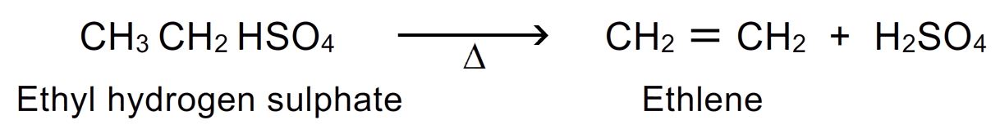 CH₃ CH₂ HSO₄ ⟶ Δ CH₂ = CH₂ + H₂SO₄
Ethyl hydrogen sulphate Ethlene